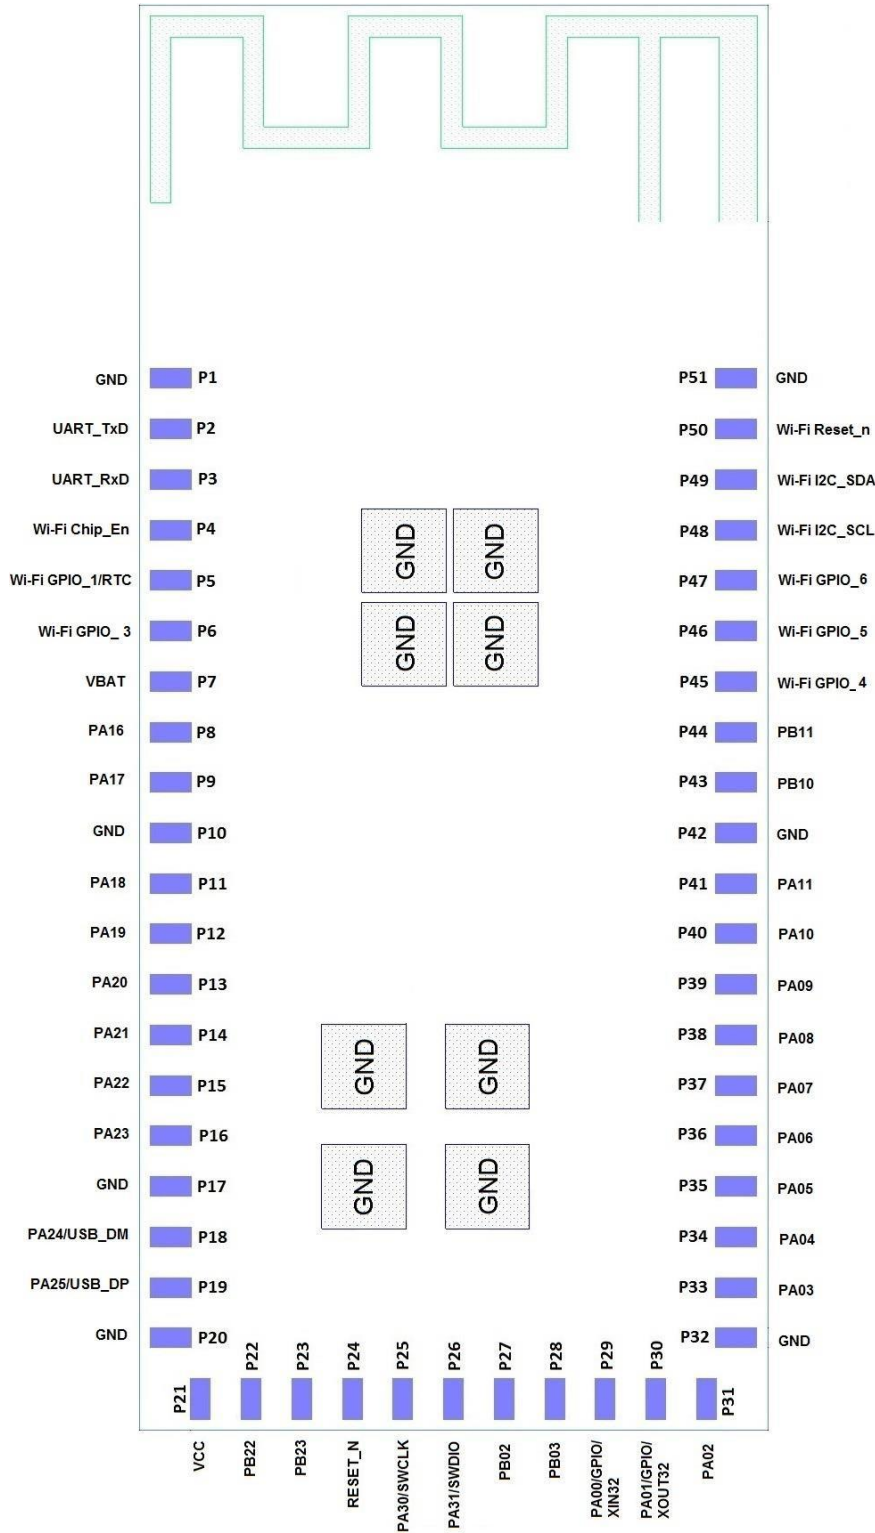 GND P1 P51 GND
UART_TxD P2 P50 Wi-Fi Reset_n
UART_RxD P3 P49 Wi-Fi I2C_SDA
Wi-Fi Chip_En P4 P48 Wi-Fi I2C_SCL
GND GND
Wi-Fi GPIO_1/RTC P5 P47 Wi-Fi GPIO_6
Wi-Fi GPIO_ 3 P6 P46 Wi-Fi GPIO_5
GND GND
VBAT P7 P45 Wi-Fi GPIO_4
PA16 P8 P44 PB11
PA17 P9 P43 PB10
GND P10 P42 GND
PA18 P11 P41 PA11
PA19 P12 P40 PA10
PA20 P13 P39 PA09
PA21 P14 P38 PA08
GND GND
PA22 P15 P37 PA07
PA23 P16 P36 PA06
GND P17 P35 PA05
GND GND
PA24/USB_DM P18 P34 PA04
PA25/USB_DP P19 P33 PA03
GND P20 P32 GND
P21 P22 P23 P24 P25 P26 P27 P28 P29 P30 P31
VCC
PB22
PB23
RESET_N
PA30/SWCLK
PA31/SWDIO
PB02
PB03
PA00/GPIO/
XIN32
PA01/GPIO/
XOUT32
PA02